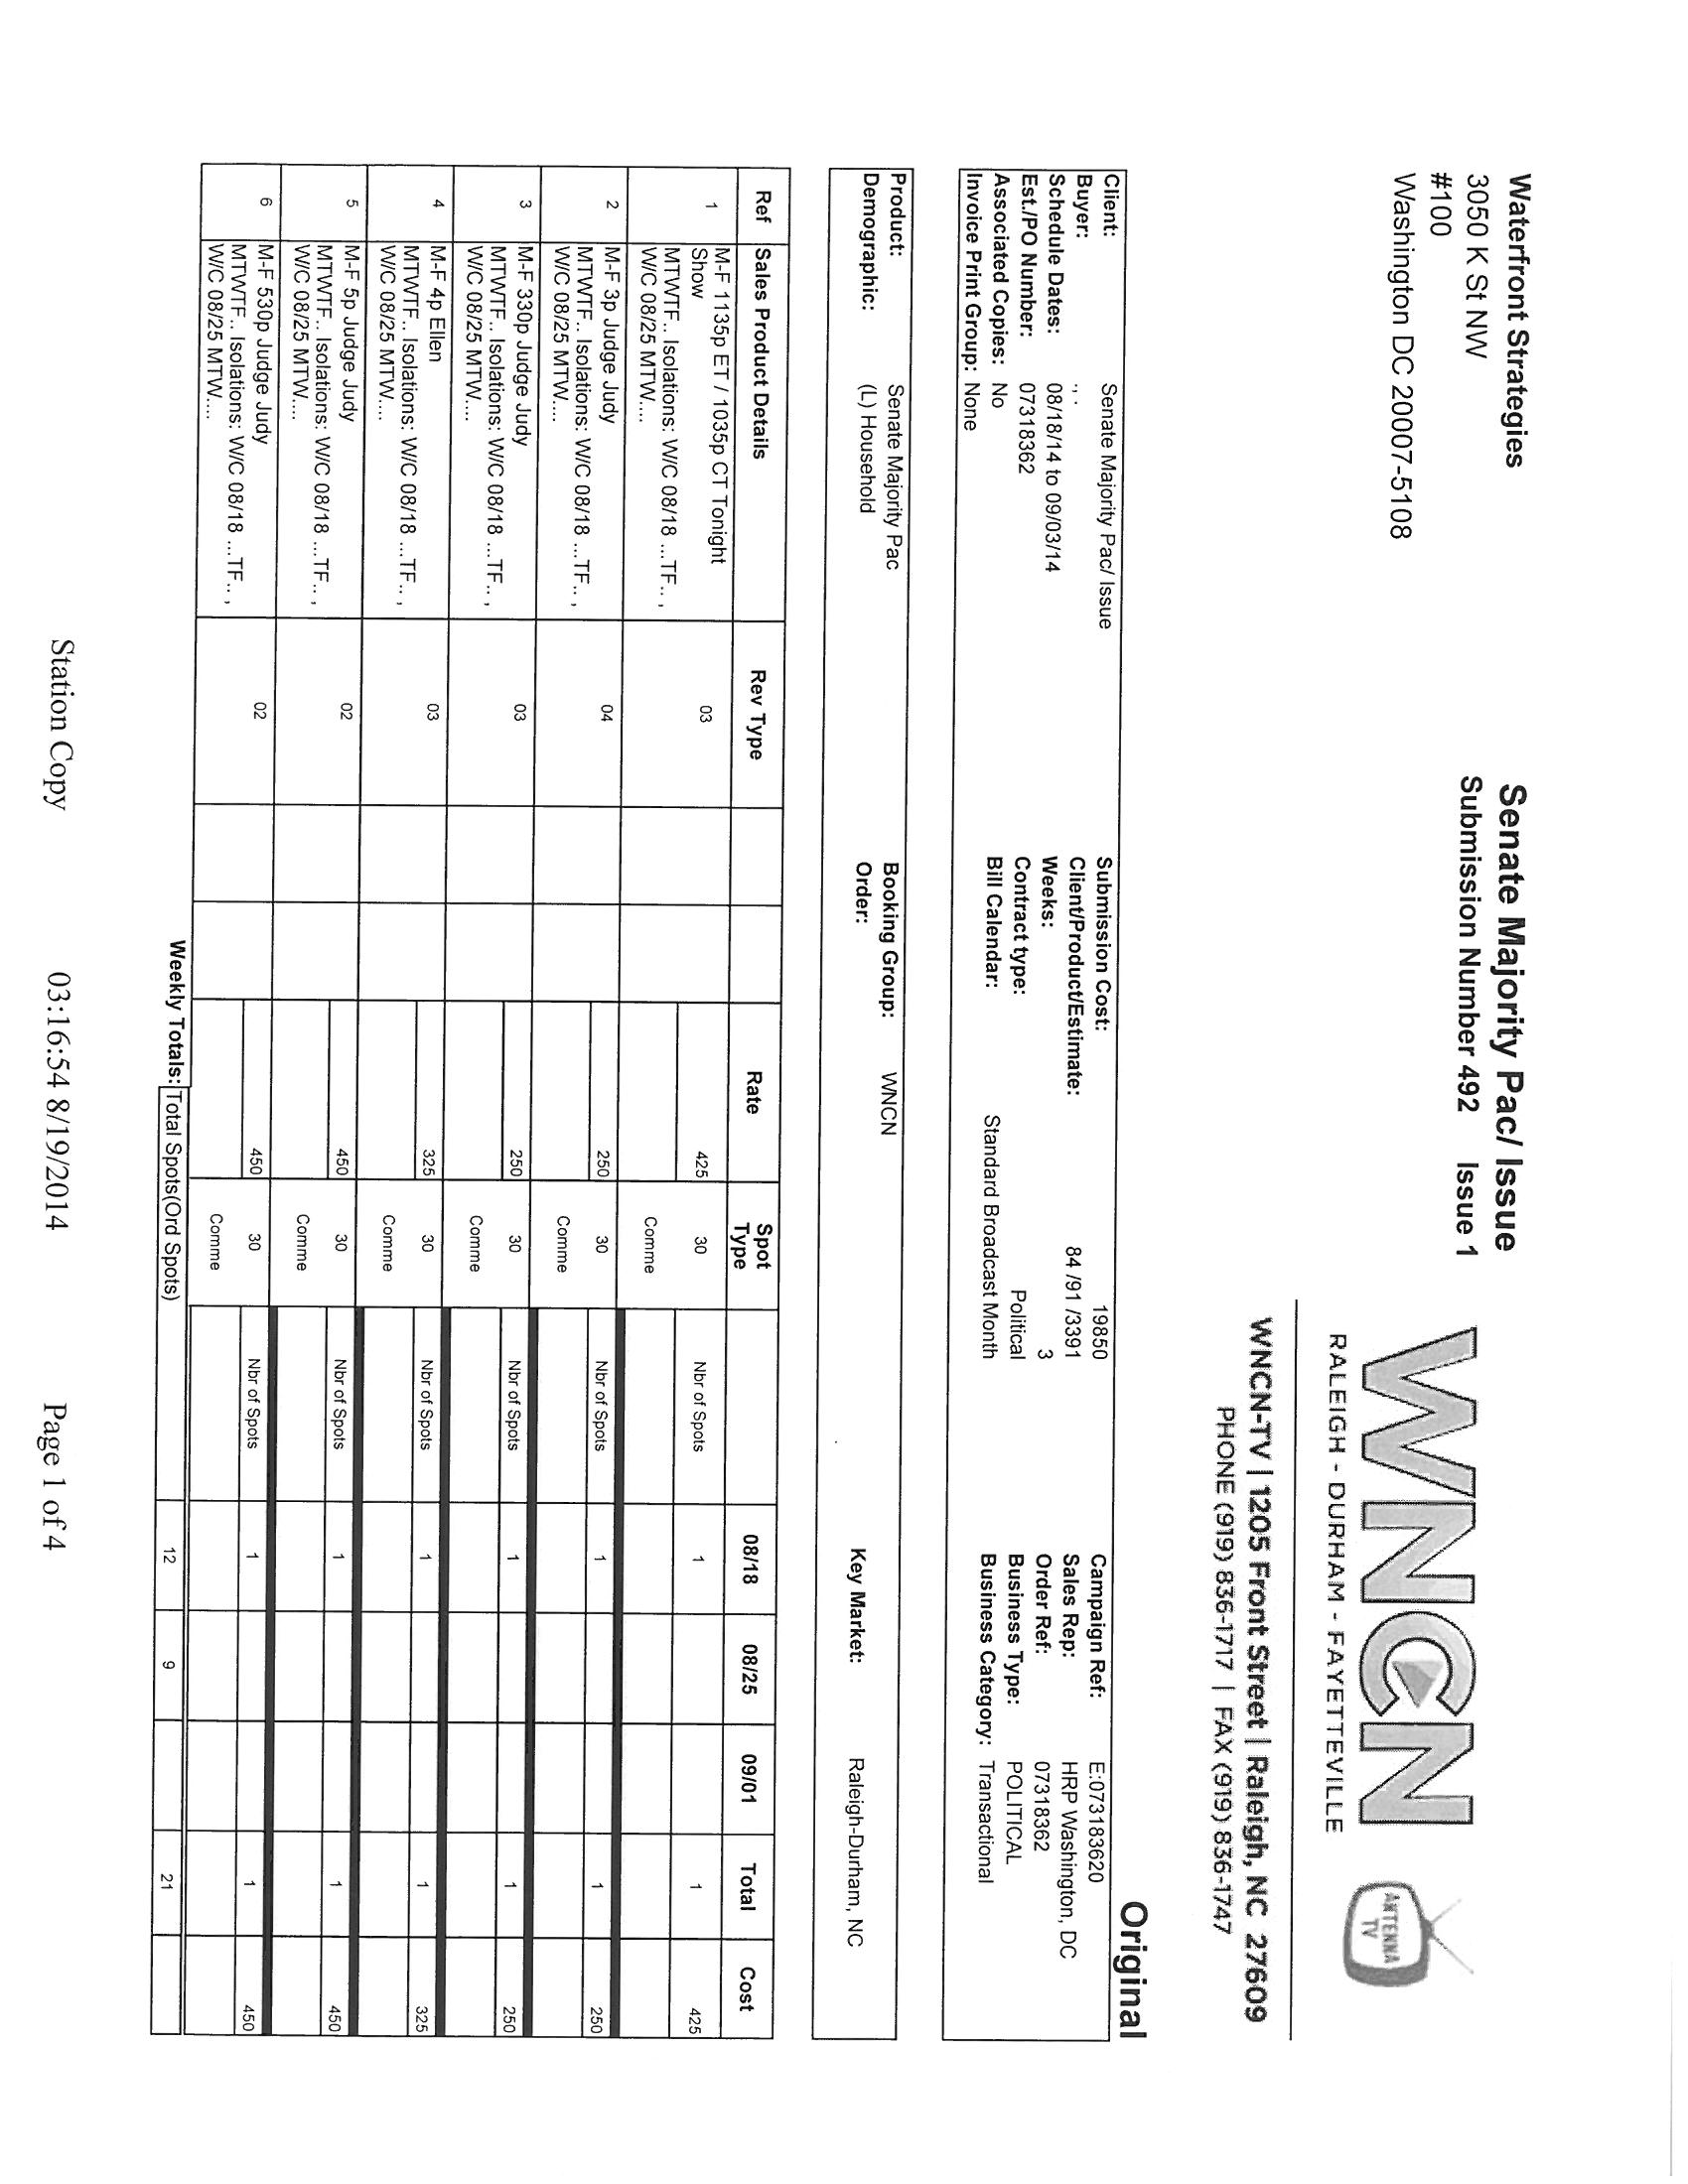 Waterfront Strategies
3050 K St NW
#100
Washington DC 20007-5108
Senate Majority Pac/ Issue
Submission Number 492 Issue 1
WNCN
RALEIGH - DURHAM - FAYETTEVILLE
ANTENNA
TV
WNCN-TV | 1205 Front Street | Raleigh, NC 27609
PHONE (919) 836-1717 | FAX (919) 836-1747
Original
Client: Senate Majority Pac/ Issue Submission Cost: 19850 Campaign Ref: E:073183620
Buyer: , . Client/Product/Estimate: 84 /91 /3391 Sales Rep: HRP Washington, DC
Schedule Dates: 08/18/14 to 09/03/14 Weeks: 3 Order Ref: 07318362
Est./PO Number: 07318362 Contract type: Political Business Type: POLITICAL
Associated Copies: No Bill Calendar: Standard Broadcast Month Business Category: Transactional
Invoice Print Group: None
Product: Senate Majority Pac Booking Group: WNCN
Demographic: (L) Household Order: Key Market: Raleigh-Durham, NC
Ref Sales Product Details Rev Type Rate Spot Type 08/18 08/25 09/01 Total Cost
1 M-F 1135p ET / 1035p CT Tonight 03 425 30 Nbr of Spots 1 1 425
Show
MTWTF.. Isolations: W/C 08/18 ...TF.. , Comme
W/C 08/25 MTW....
2 M-F 3p Judge Judy 04 250 30 Nbr of Spots 1 1 250
MTWTF.. Isolations: W/C 08/18 ...TF.. ,
W/C 08/25 MTW.... Comme
3 M-F 330p Judge Judy 03 250 30 Nbr of Spots 1 1 250
MTWTF.. Isolations: W/C 08/18 ...TF.. ,
W/C 08/25 MTW.... Comme
4 M-F 4p Ellen 03 325 30 Nbr of Spots 1 1 325
MTWTF.. Isolations: W/C 08/18 ...TF.. ,
W/C 08/25 MTW.... Comme
5 M-F 5p Judge Judy 02 450 30 Nbr of Spots 1 1 450
MTWTF.. Isolations: W/C 08/18 ...TF.. ,
W/C 08/25 MTW.... Comme
6 M-F 530p Judge Judy 02 450 30 Nbr of Spots 1 1 450
MTWTF.. Isolations: W/C 08/18 ...TF.. ,
W/C 08/25 MTW.... Comme
Weekly Totals: Total Spots(Ord Spots) 12 9 21
Station Copy 03:16:54 8/19/2014 Page 1 of 4